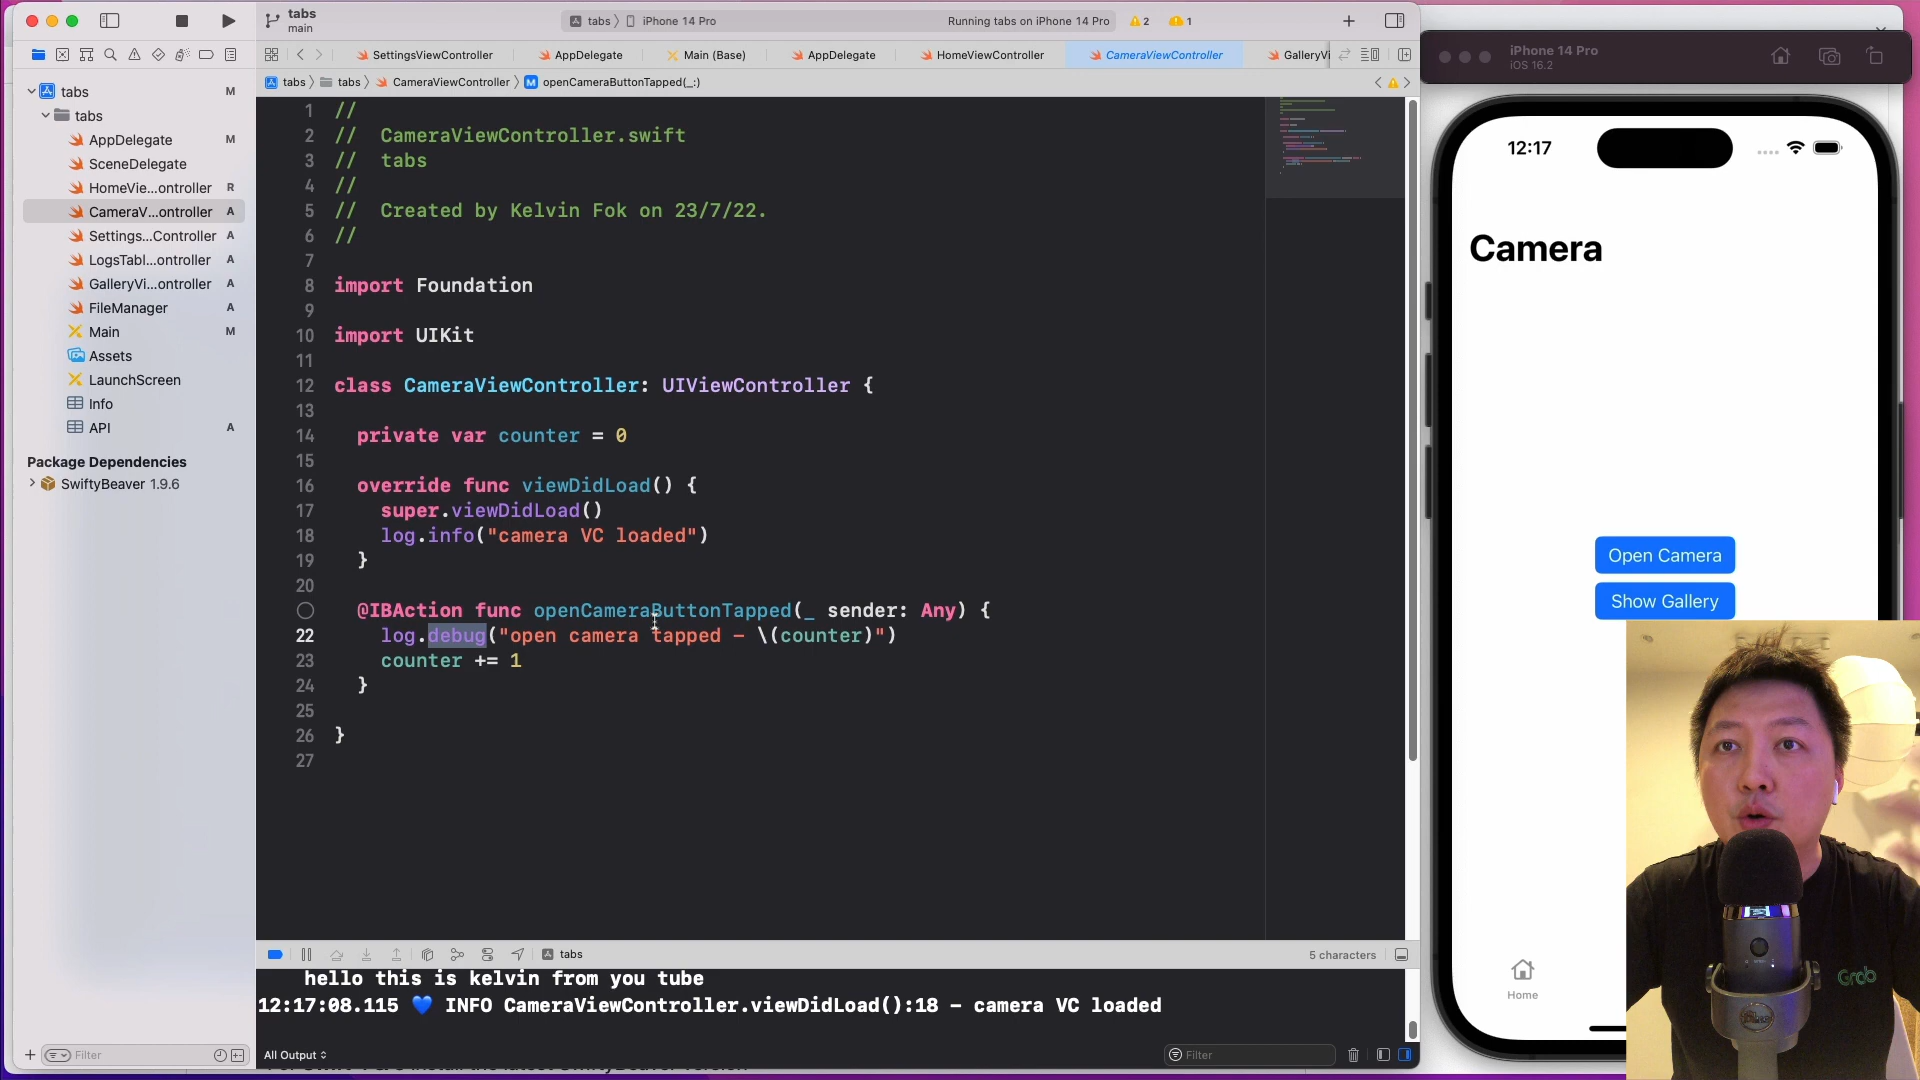 tabs
main
tabs
iPhone 14 Pro
Running tabs on iPhone 14 Pro
2
1
SettingsViewController
AppDelegate
Main (Base)
AppDelegate
HomeViewController
CameraViewController
GalleryVi
tabs
tabs
CameraViewController
M
openCameraButtonTapped(_:)
tabs M
tabs
AppDelegate M
SceneDelegate
HomeVie...ontroller R
CameraV...ontroller A
Settings...Controller A
LogsTabl...ontroller A
GalleryVi...ontroller A
FileManager A
Main M
Assets
LaunchScreen
Info
API A
Package Dependencies
SwiftyBeaver 1.9.6
Filter
1 //
2 //  CameraViewController.swift
3 //  tabs
4 //
5 //  Created by Kelvin Fok on 23/7/22.
6 //
7
8 import Foundation
9
10 import UIKit
11
12 class CameraViewController: UIViewController {
13
14   private var counter = 0
15
16   override func viewDidLoad() {
17     super.viewDidLoad()
18     log.info("camera VC loaded")
19   }
20
@IBAction func openCameraButtonTapped(_ sender: Any) {
22     log.debug("open camera tapped - \(counter)")
23     counter += 1
24   }
25
26 }
27
tabs
5 characters
hello this is kelvin from you tube
12:17:08.115 💙 INFO CameraViewController.viewDidLoad():18 - camera VC loaded
All Output
Filter
iPhone 14 Pro
iOS 16.2
12:17
Camera
Open Camera
Show Gallery
Home
Grab